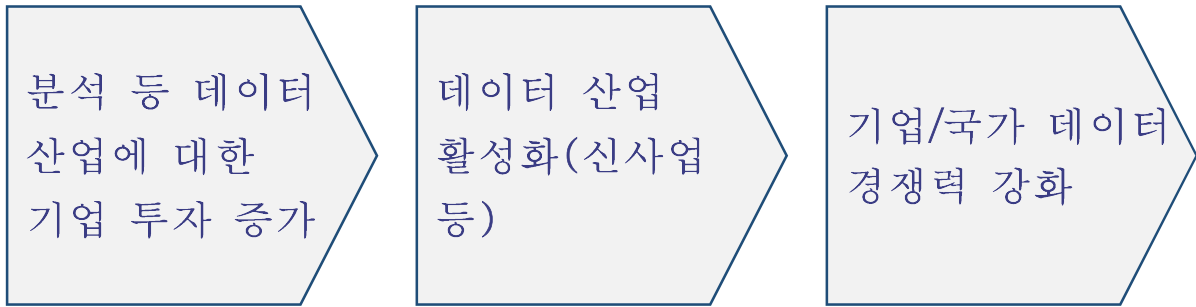 분석 등 데이터
산업에 대한
기업 투자 증가
데이터 산업
활성화(신사업
등)
기업/국가 데이터
경쟁력 강화